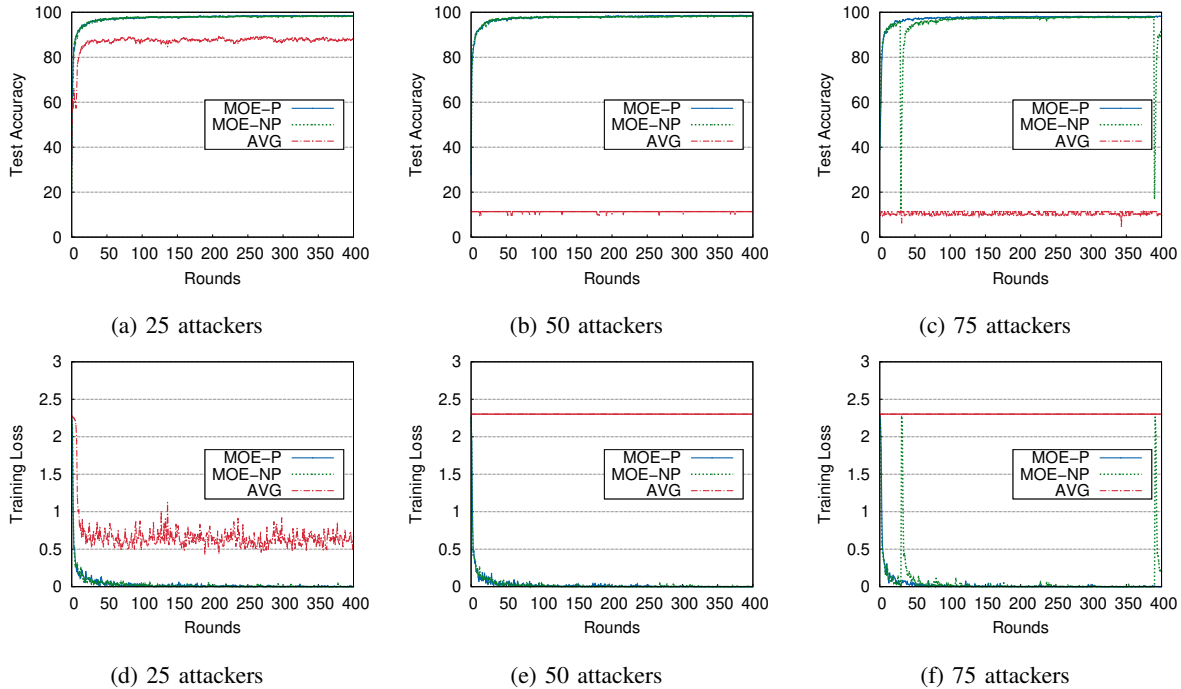 100
80
60
40
20
0
0 50 100 150 200 250 300 350 400
Test Accuracy
Rounds
MOE-P
MOE-NP
AVG
(a) 25 attackers
100
80
60
40
20
0
0 50 100 150 200 250 300 350 400
Test Accuracy
Rounds
MOE-P
MOE-NP
AVG
(b) 50 attackers
100
80
60
40
20
0
0 50 100 150 200 250 300 350 400
Test Accuracy
Rounds
MOE-P
MOE-NP
AVG
(c) 75 attackers
3
2.5
2
1.5
1
0.5
0
0 50 100 150 200 250 300 350 400
Training Loss
Rounds
MOE-P
MOE-NP
AVG
(d) 25 attackers
3
2.5
2
1.5
1
0.5
0
0 50 100 150 200 250 300 350 400
Training Loss
Rounds
MOE-P
MOE-NP
AVG
(e) 50 attackers
3
2.5
2
1.5
1
0.5
0
0 50 100 150 200 250 300 350 400
Training Loss
Rounds
MOE-P
MOE-NP
AVG
(f) 75 attackers